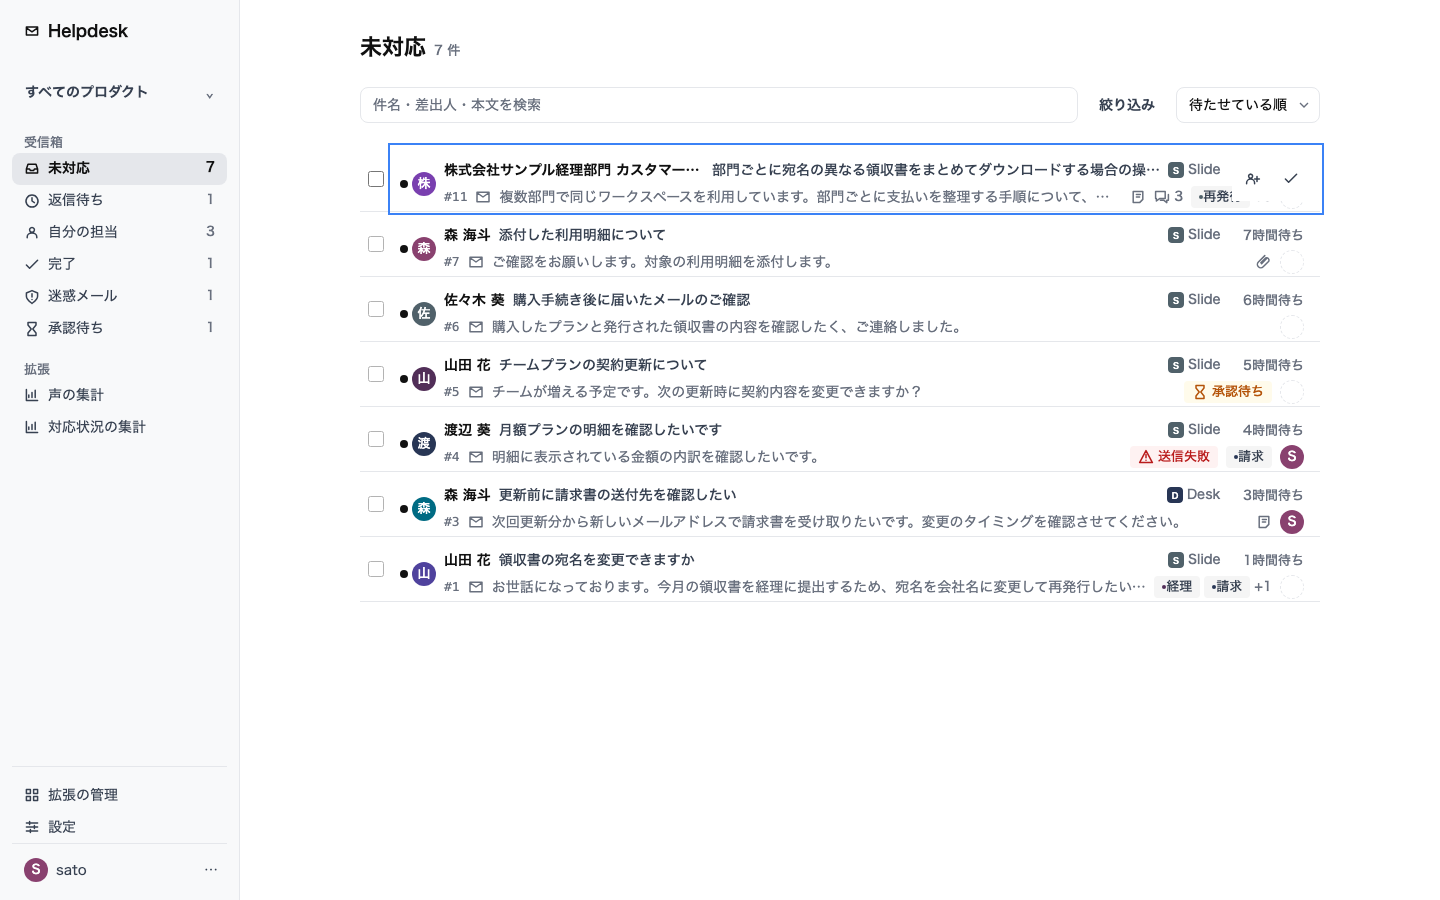 Helpdesk
すべてのプロダクト
受信箱
未対応 7
返信待ち 1
自分の担当 3
完了 1
迷惑メール 1
承認待ち 1
拡張
声の集計
対応状況の集計
拡張の管理
設定
S sato …
未対応 7 件
件名・差出人・本文を検索 絞り込み 待たせている順
株 株式会社サンプル経理部門 カスタマー… 部門ごとに宛名の異なる領収書をまとめてダウンロードする場合の操… S Slide
#11 複数部門で同じワークスペースを利用しています。部門ごとに支払いを整理する手順について、… 3
森 森 海斗 添付した利用明細について S Slide 7時間待ち
#7 ご確認をお願いします。対象の利用明細を添付します。
佐 佐々木 葵 購入手続き後に届いたメールのご確認 S Slide 6時間待ち
#6 購入したプランと発行された領収書の内容を確認したく、ご連絡しました。
山 山田 花 チームプランの契約更新について S Slide 5時間待ち
#5 チームが増える予定です。次の更新時に契約内容を変更できますか？ 承認待ち
渡 渡辺 葵 月額プランの明細を確認したいです S Slide 4時間待ち
#4 明細に表示されている金額の内訳を確認したいです。 送信失敗 •請求 S
森 森 海斗 更新前に請求書の送付先を確認したい D Desk 3時間待ち
#3 次回更新分から新しいメールアドレスで請求書を受け取りたいです。変更のタイミングを確認させてください。 S
山 山田 花 領収書の宛名を変更できますか S Slide 1時間待ち
#1 お世話になっております。今月の領収書を経理に提出するため、宛名を会社名に変更して再発行したい… •経理 •請求 +1